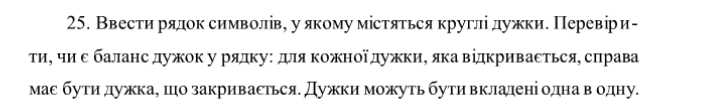 25. Ввести рядок символів, у якому містяться круглі дужки. Перевіри-
ти, чи є баланс дужок у рядку: для кожної дужки, яка відкривається, справа
має бути дужка, що закривається. Дужки можуть бути вкладені одна в одну.